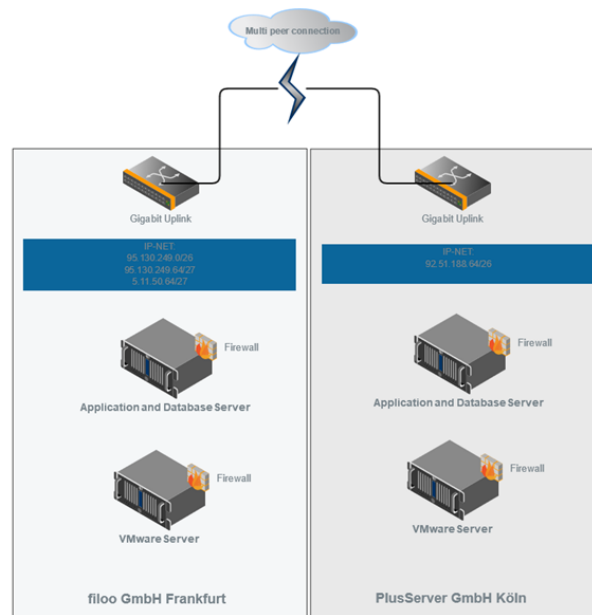 Multi peer connection
Gigabit Uplink
IP-NET:
95.130.249.0/26
95.130.249.64/27
5.11.50.64/27
Firewall
Application and Database Server
Firewall
VMware Server
filoo GmbH Frankfurt
Gigabit Uplink
IP-NET:
92.51.188.64/26
Firewall
Application and Database Server
Firewall
VMware Server
PlusServer GmbH Köln